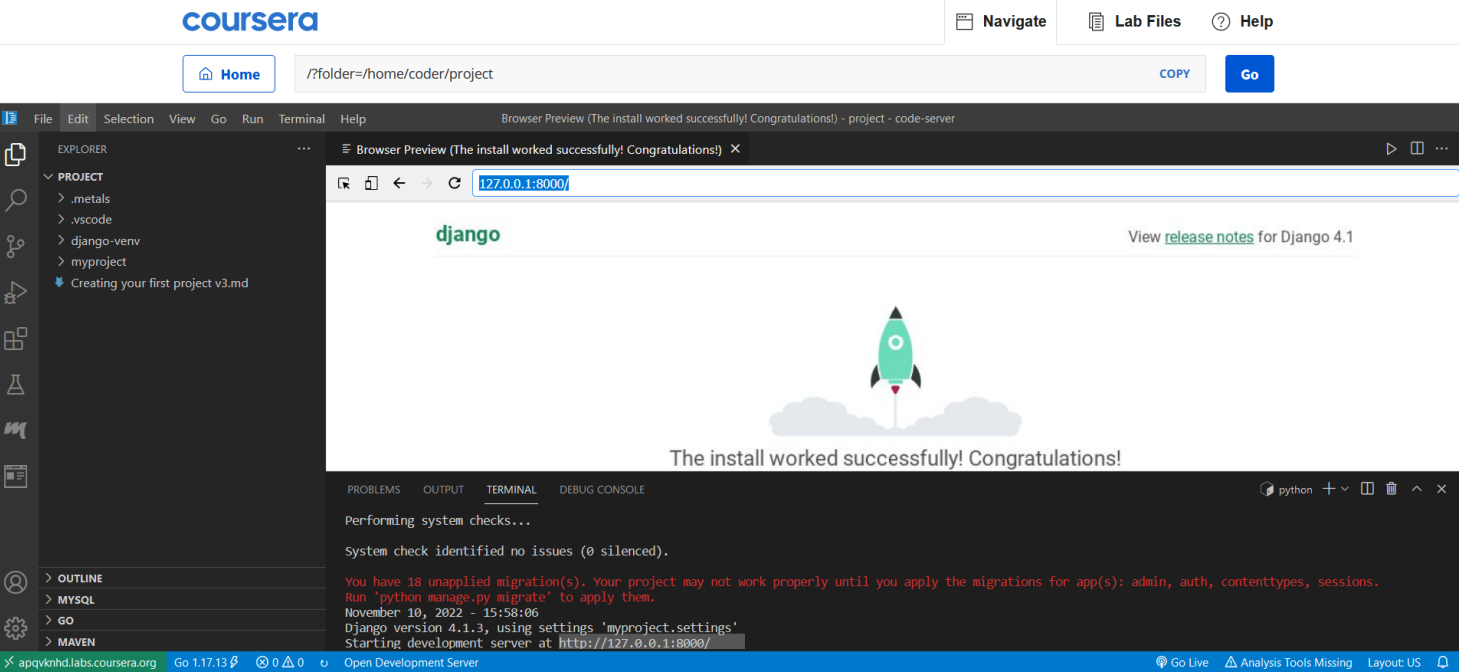 coursera
Navigate
Lab Files
Help
Home
/?folder=/home/coder/project
COPY
Go
File Edit Selection View Go Run Terminal Help
Browser Preview (The install worked successfully! Congratulations!) - project - code-server
EXPLORER
PROJECT
.metals
.vscode
django-venv
myproject
Creating your first project v3.md
OUTLINE
MYSQL
GO
MAVEN
Browser Preview (The install worked successfully! Congratulations!)
127.0.0.1:8000/
django
View release notes for Django 4.1
The install worked successfully! Congratulations!
PROBLEMS OUTPUT TERMINAL DEBUG CONSOLE
python
Performing system checks...
System check identified no issues (0 silenced).
You have 18 unapplied migration(s). Your project may not work properly until you apply the migrations for app(s): admin, auth, contenttypes, sessions.
Run 'python manage.py migrate' to apply them.
November 10, 2022 - 15:58:06
Django version 4.1.3, using settings 'myproject.settings'
Starting development server at http://127.0.0.1:8000/
apqvknhd.labs.coursera.org
Go 1.17.13
0 0
Open Development Server
Go Live
Analysis Tools Missing
Layout: US